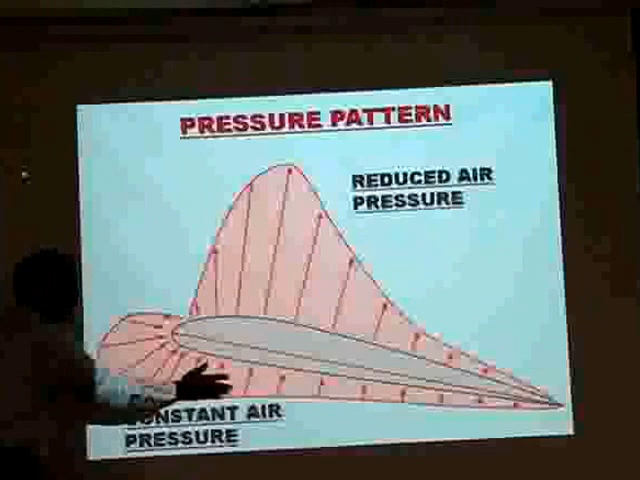 PRESSURE PATTERN
REDUCED AIR
PRESSURE
CONSTANT AIR
PRESSURE